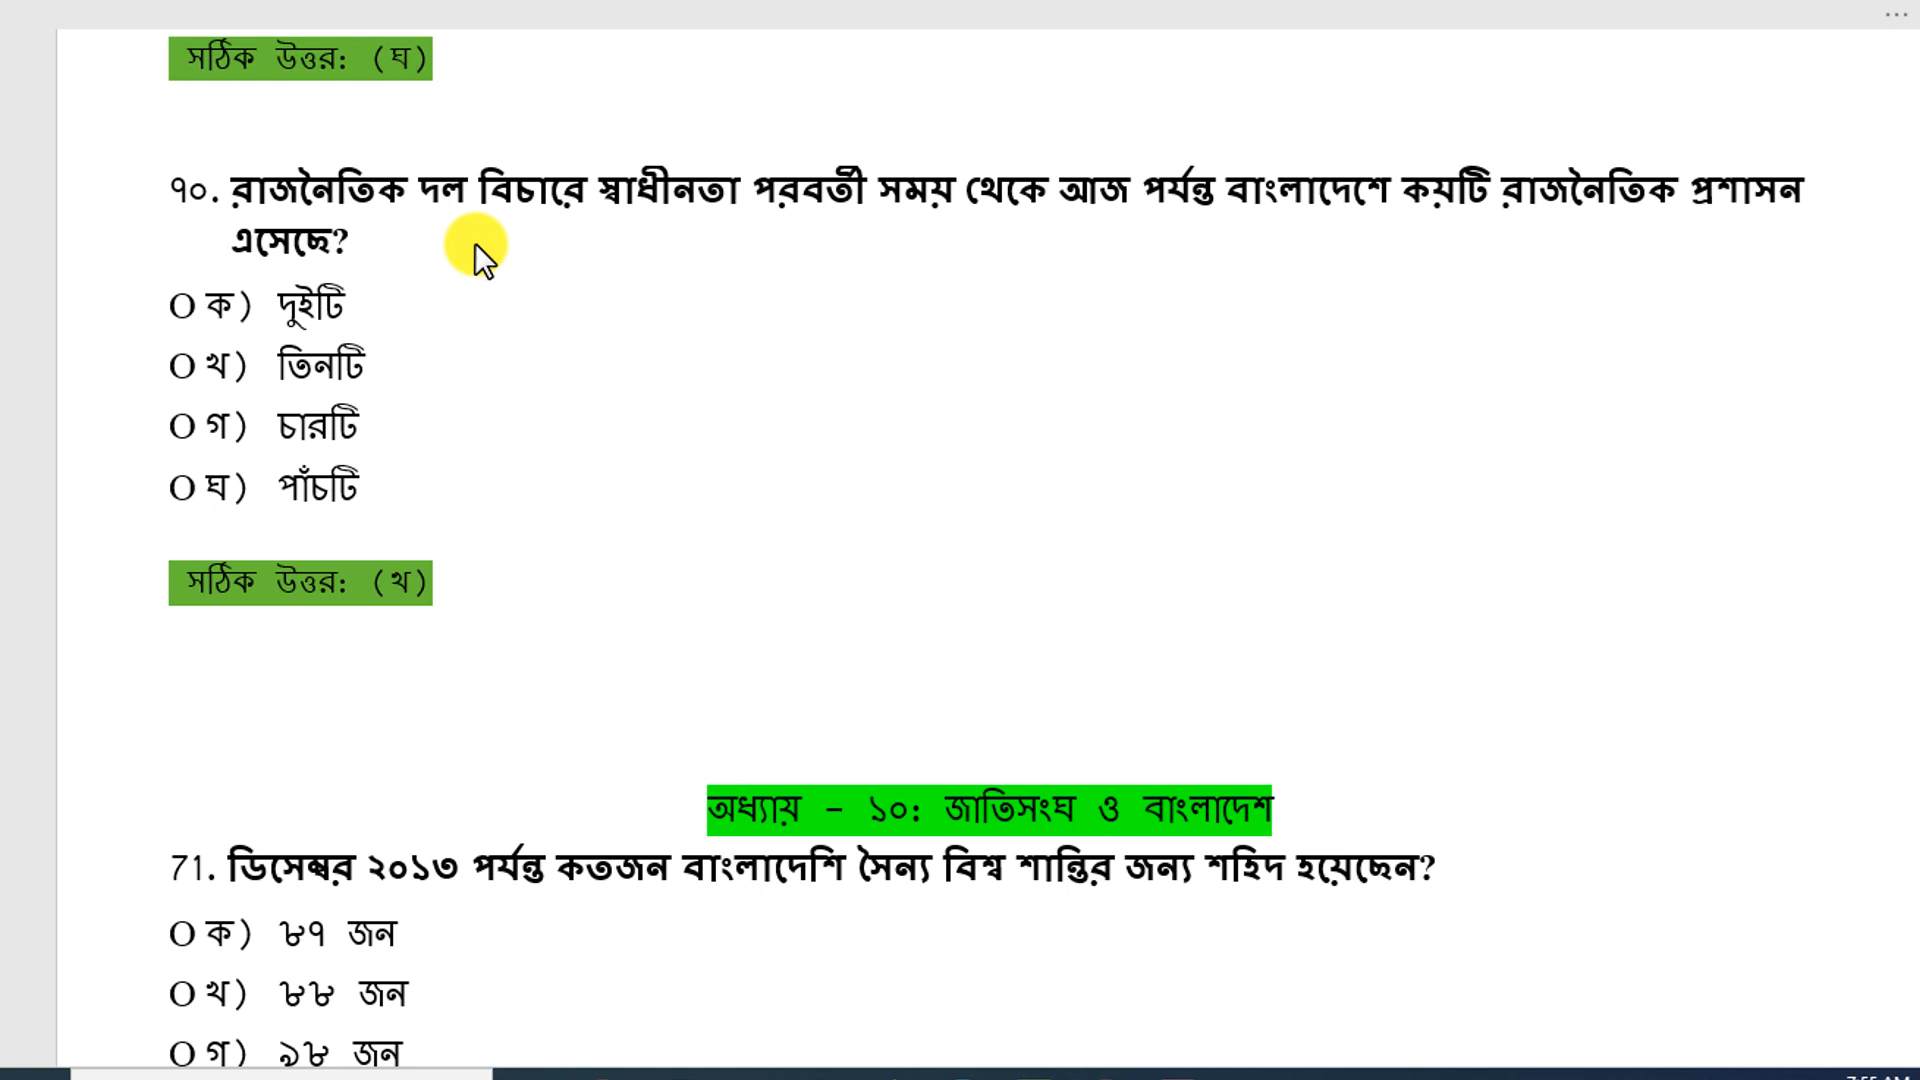 সঠিক উত্তর: (ঘ)
৭০. রাজনৈতিক দল বিচারে স্বাধীনতা পরবর্তী সময় থেকে আজ পর্যন্ত বাংলাদেশে কয়টি রাজনৈতিক প্রশাসন
এসেছে?
O ক) দুইটি
O খ) তিনটি
O গ) চারটি
O ঘ) পাঁচটি
সঠিক উত্তর: (খ)
অধ্যায় - ১০: জাতিসংঘ ও বাংলাদেশ
71. ডিসেম্বর ২০১৩ পর্যন্ত কতজন বাংলাদেশি সৈন্য বিশ্ব শান্তির জন্য শহিদ হয়েছেন?
O ক) ৮৭ জন
O খ) ৮৮ জন
O গ) ৯৮ জন